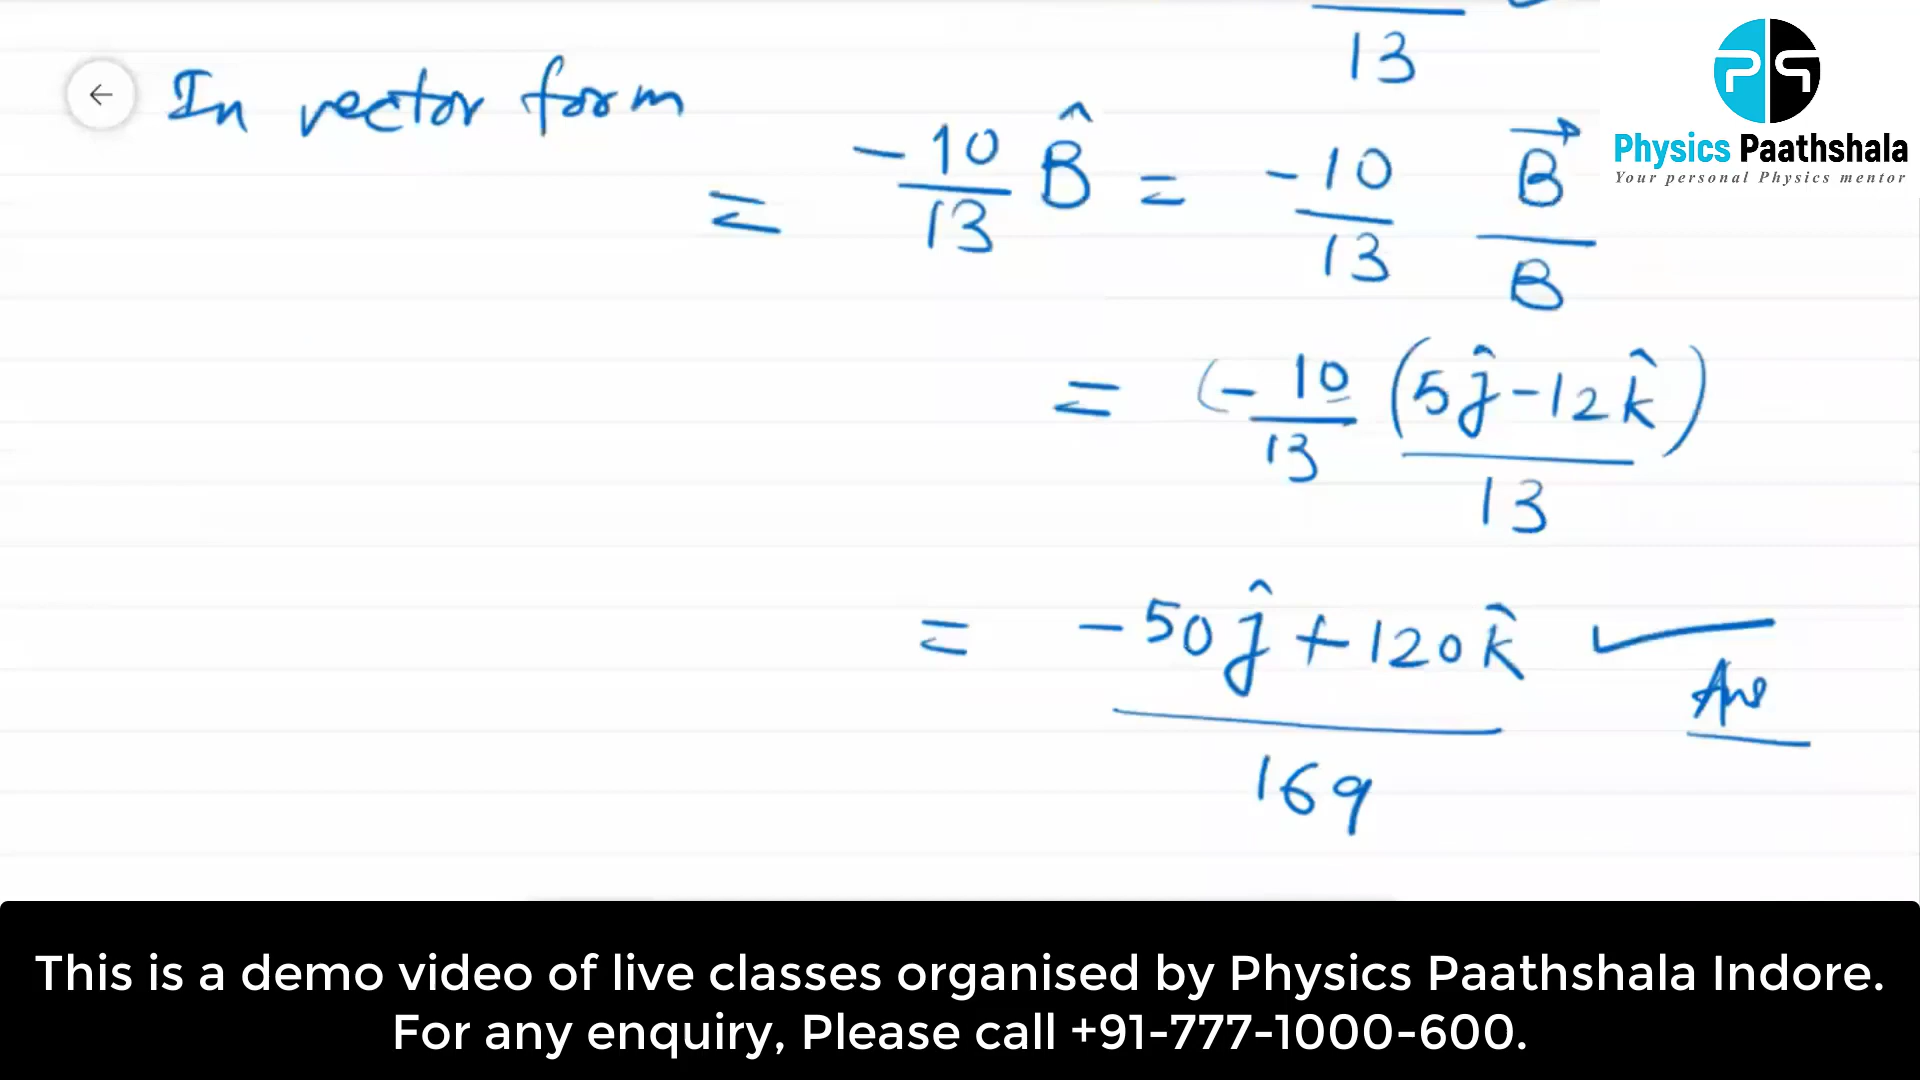 13
In vector form
= -10/13 B̂ = -10/13 B⃗/B
= (-10/13 (5ĵ-12k̂)/13)
= -50ĵ+120k̂/169 ✓ Ans
Physics Paathshala
Your personal Physics mentor
This is a demo video of live classes organised by Physics Paathshala Indore.
For any enquiry, Please call +91-777-1000-600.